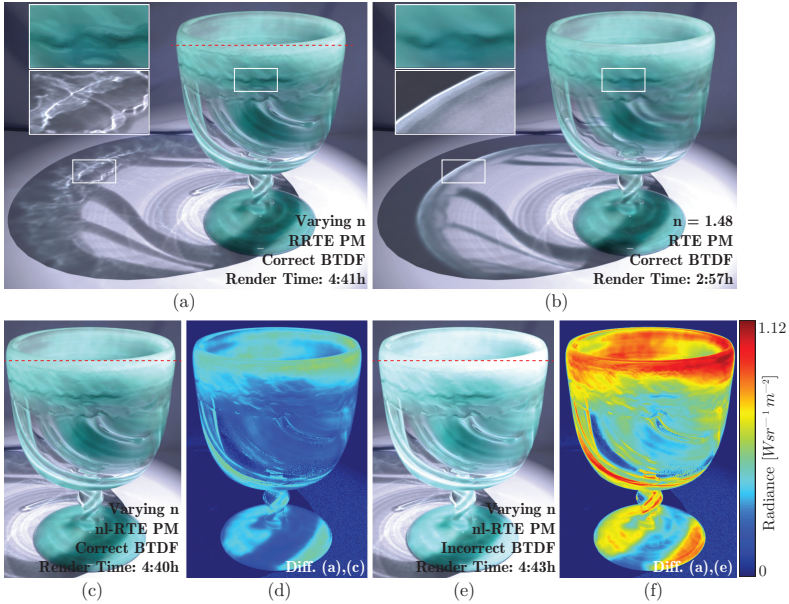 Varying n
RRTE PM
Correct BTDF
Render Time: 4:41h
n = 1.48
RTE PM
Correct BTDF
Render Time: 2:57h
(a)
(b)
Varying n
nl-RTE PM
Correct BTDF
Render Time: 4:40h
Diff. (a),(c)
Varying n
nl-RTE PM
Incorrect BTDF
Render Time: 4:43h
Diff. (a),(e)
1.12
Radiance [Wsr⁻¹m⁻²]
0
(c)
(d)
(e)
(f)